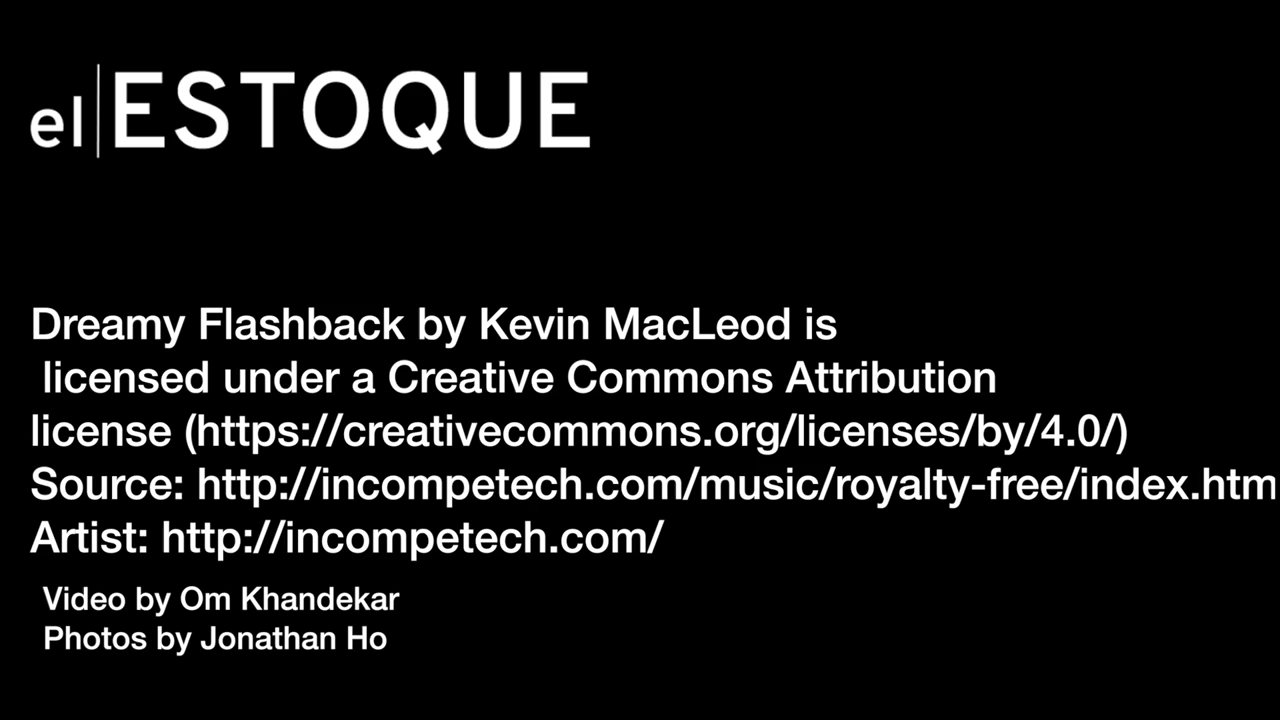 el ESTOQUE
Dreamy Flashback by Kevin MacLeod is
licensed under a Creative Commons Attribution
license (https://creativecommons.org/licenses/by/4.0/)
Source: http://incompetech.com/music/royalty-free/index.htm
Artist: http://incompetech.com/
Video by Om Khandekar
Photos by Jonathan Ho